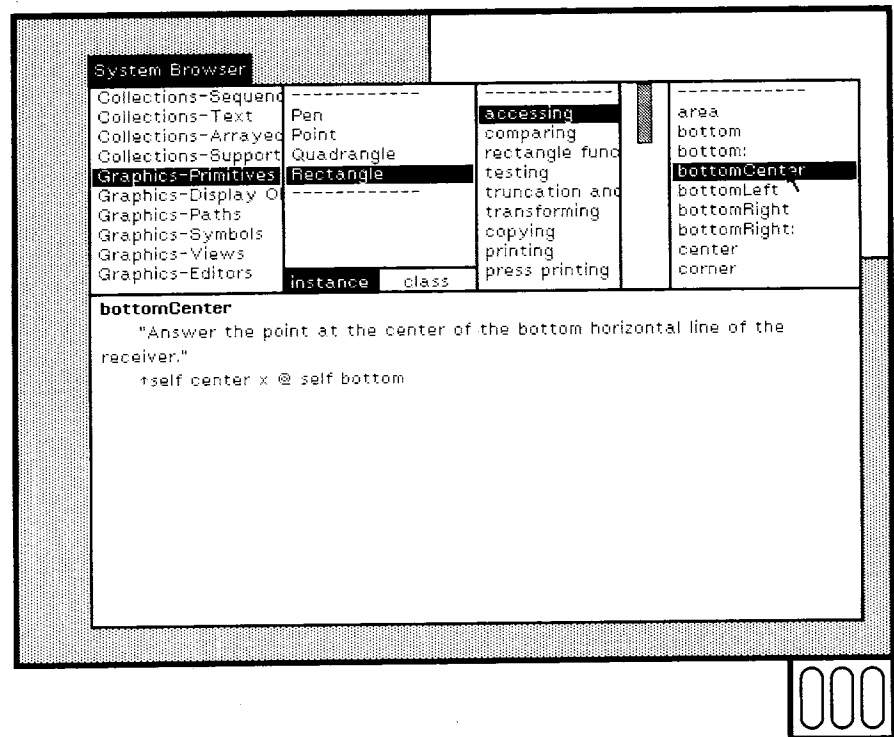 System Browser
Collections-Sequenc
Collections-Text
Collections-Arrayed
Collections-Support
Graphics-Primitives
Graphics-Display O
Graphics-Paths
Graphics-Symbols
Graphics-Views
Graphics-Editors
------------
Pen
Point
Quadrangle
Rectangle
------------
instance class
------------
accessing
comparing
rectangle func
testing
truncation and
transforming
copying
printing
press printing
------------
area
bottom
bottom:
bottomCenter
bottomLeft
bottomRight
bottomRight:
center
corner
bottomCenter
"Answer the point at the center of the bottom horizontal line of the
receiver."
↑self center x @ self bottom